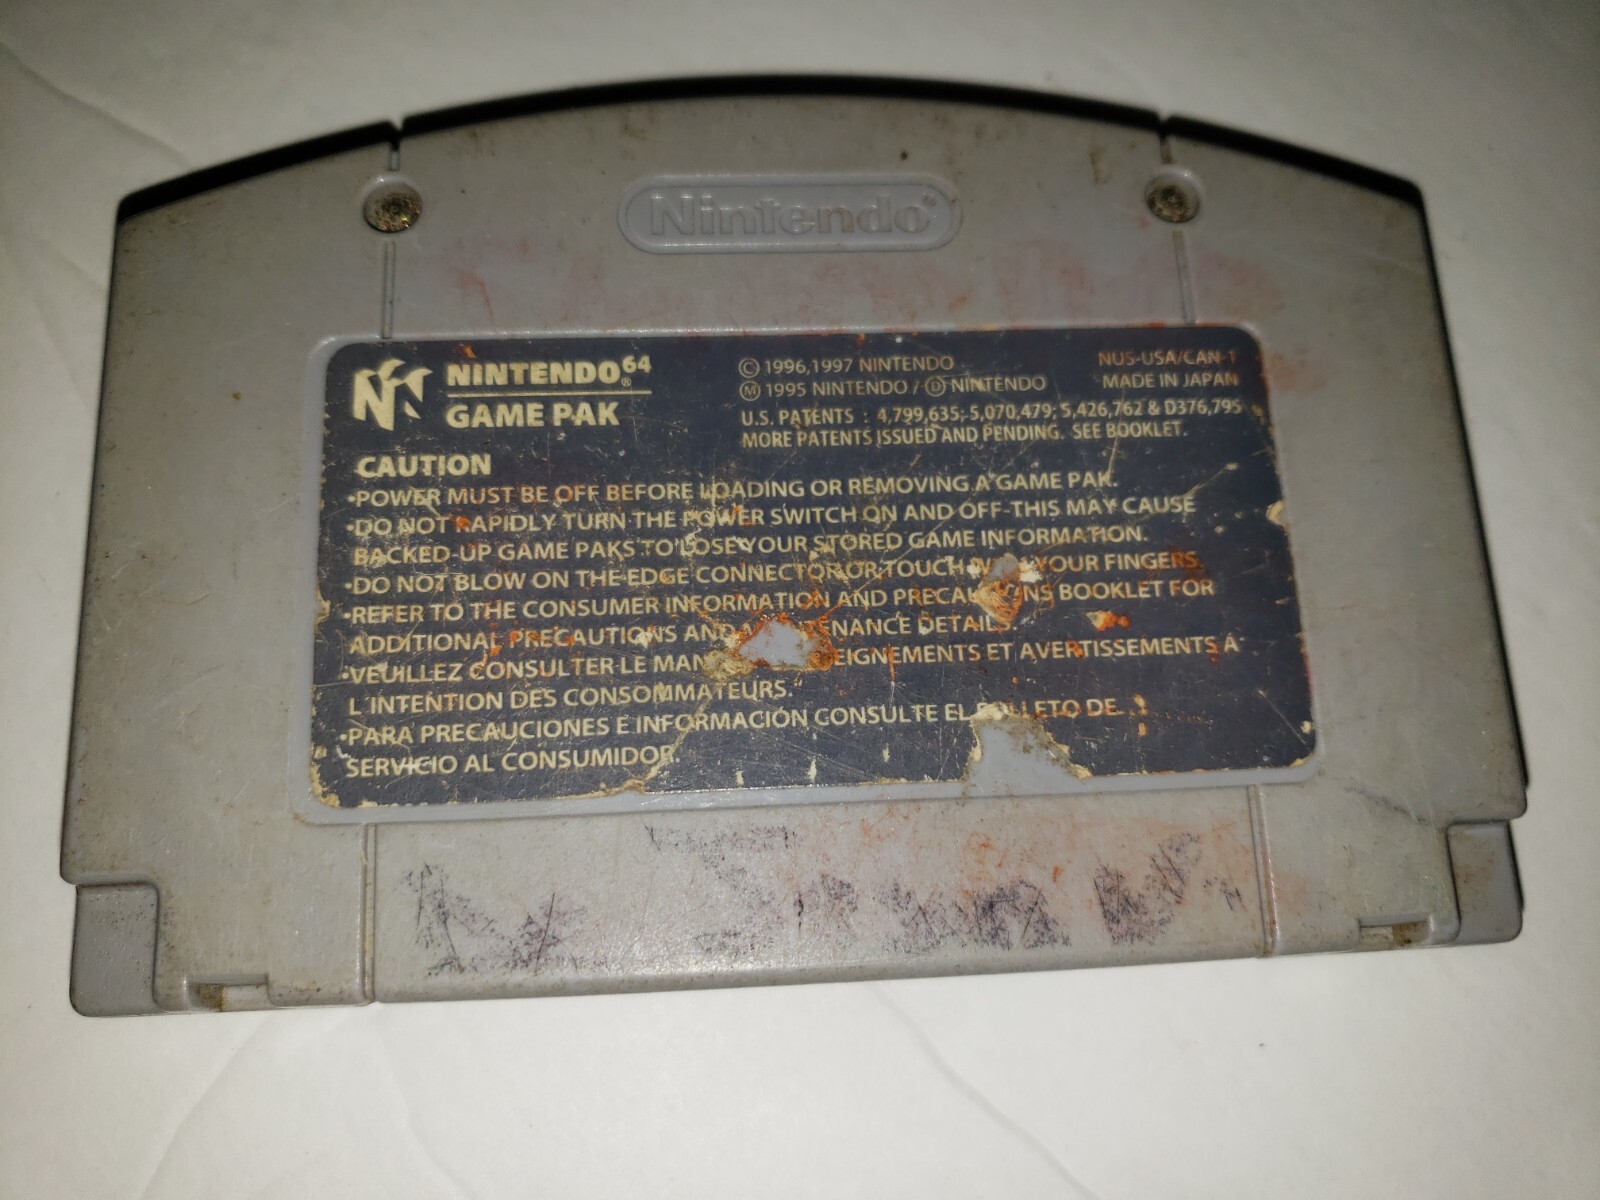 Nintendo®
NINTENDO⁶⁴®
GAME PAK
© 1996,1997 NINTENDO
Ⓜ 1995 NINTENDO / Ⓓ NINTENDO
NUS-USA/CAN-1
MADE IN JAPAN
U.S. PATENTS : 4,799,635; 5,070,479; 5,426,762 & D376,795
MORE PATENTS ISSUED AND PENDING. SEE BOOKLET.
CAUTION
•POWER MUST BE OFF BEFORE LOADING OR REMOVING A GAME PAK.
•DO NOT RAPIDLY TURN THE POWER SWITCH ON AND OFF-THIS MAY CAUSE
BACKED-UP GAME PAKS TO LOSE YOUR STORED GAME INFORMATION.
•DO NOT BLOW ON THE EDGE CONNECTOR OR TOUCH YOUR FINGERS.
•REFER TO THE CONSUMER INFORMATION AND BOOKLET FOR
ADDITIONAL PRECAUTIONS AND DETAILS.
•VEUILLEZ CONSULTER LE ET AVERTISSEMENTS À
L'INTENTION DES CONSOMMATEURS.
•PARA PRECAUCIONES E INFORMACIÓN CONSULTE EL FOLLETO DE
SERVICIO AL CONSUMIDOR.